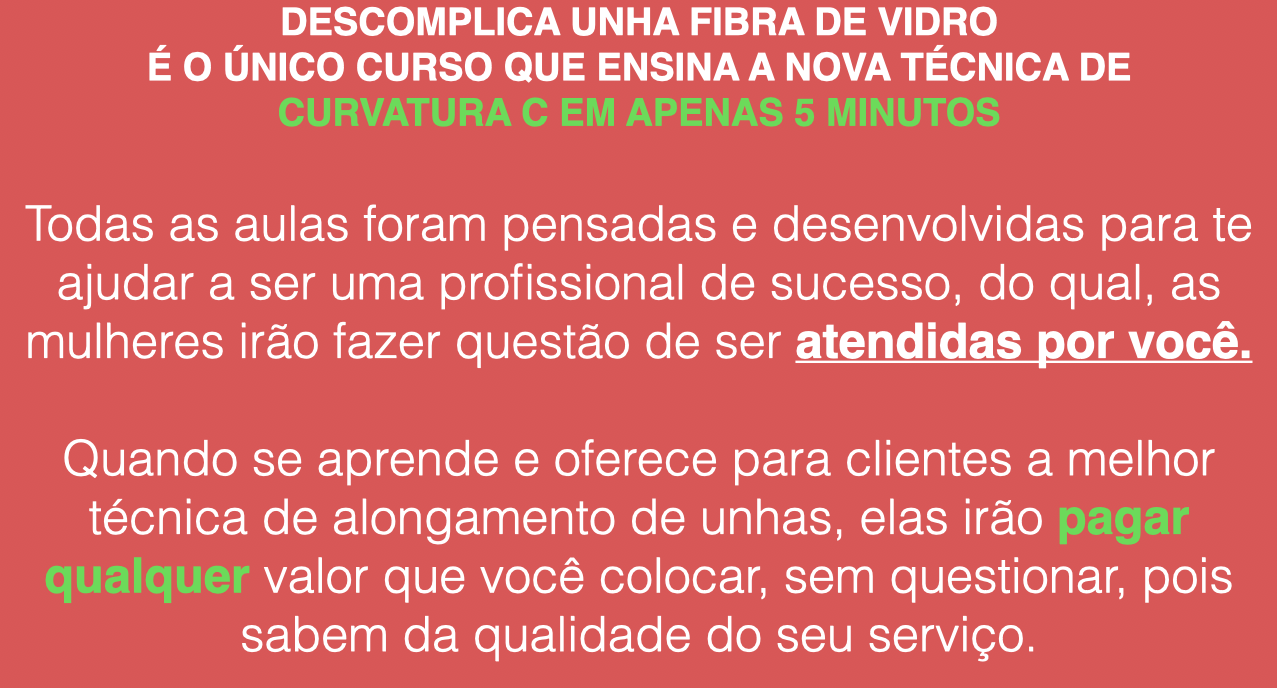 DESCOMPLICA UNHA FIBRA DE VIDRO
É O ÚNICO CURSO QUE ENSINA A NOVA TÉCNICA DE
CURVATURA C EM APENAS 5 MINUTOS
Todas as aulas foram pensadas e desenvolvidas para te
ajudar a ser uma profissional de sucesso, do qual, as
mulheres irão fazer questão de ser atendidas por você.
Quando se aprende e oferece para clientes a melhor
técnica de alongamento de unhas, elas irão pagar
qualquer valor que você colocar, sem questionar, pois
sabem da qualidade do seu serviço.